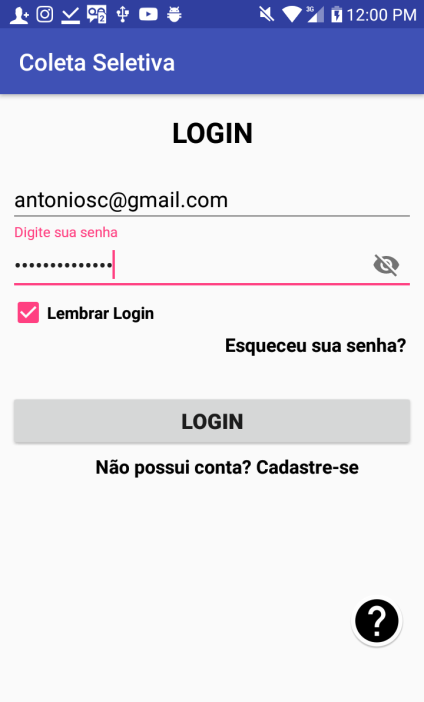 3G
12:00 PM
Coleta Seletiva
LOGIN
antoniosc@gmail.com
Digite sua senha
••••••••••••••
Lembrar Login
Esqueceu sua senha?
LOGIN
Não possui conta? Cadastre-se
?